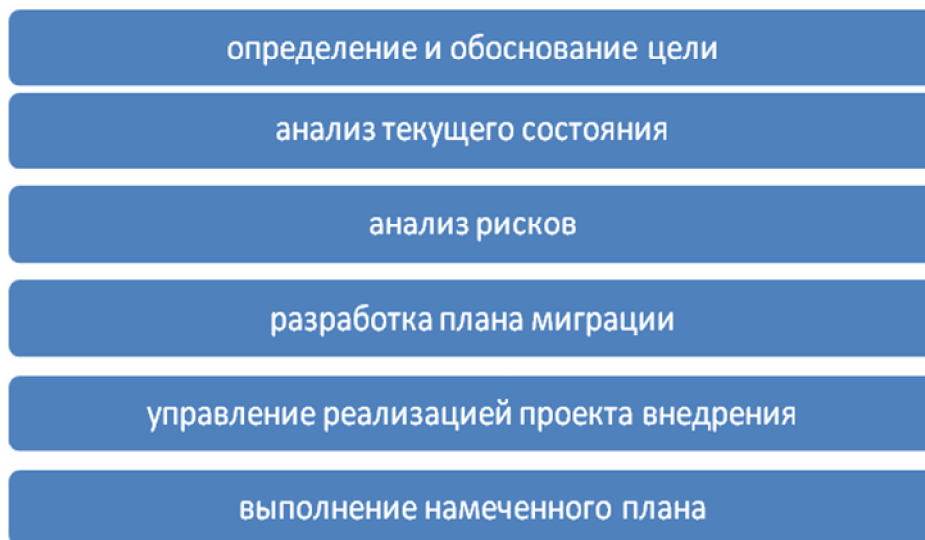 определение и обоснование цели
анализ текущего состояния
анализ рисков
разработка плана миграции
управление реализацией проекта внедрения
выполнение намеченного плана